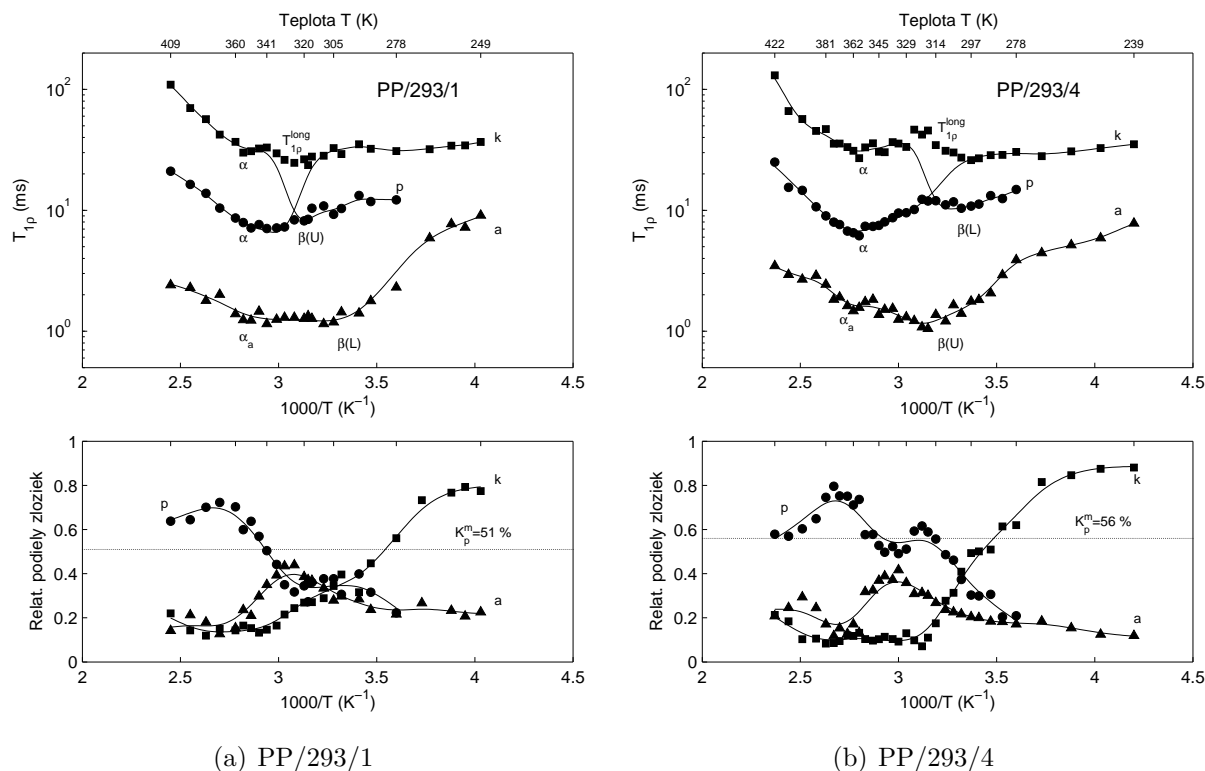 Teplota T (K)
409 360 341 320 305 278 249
10^2
10^1
10^0
T_1ρ (ms)
PP/293/1
T_1ρ^long
k
α
p
β(U)
a
α_a
β(L)
2 2.5 3 3.5 4 4.5
1000/T (K^−1)
Teplota T (K)
422 381 362 345 329 314 297 278 239
10^2
10^1
10^0
T_1ρ (ms)
PP/293/4
T_1ρ^long
k
α
p
β(L)
a
α_a
β(U)
2 2.5 3 3.5 4 4.5
1000/T (K^−1)
1
0.8
0.6
0.4
0.2
0
Relat. podiely zloziek
p
k
K_p^m=51 %
a
2 2.5 3 3.5 4 4.5
1000/T (K^−1)
1
0.8
0.6
0.4
0.2
0
Relat. podiely zloziek
p
k
K_p^m=56 %
a
2 2.5 3 3.5 4 4.5
1000/T (K^−1)
(a) PP/293/1
(b) PP/293/4